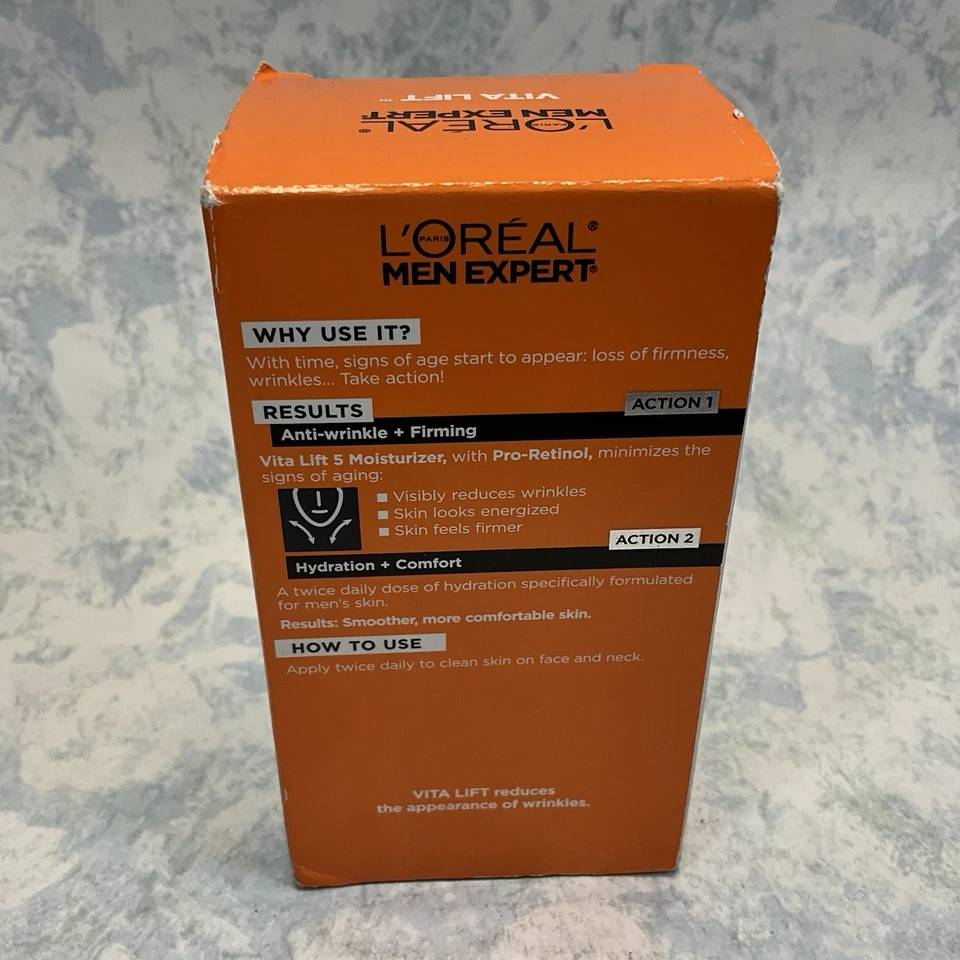 VITA LIFT™
L'ORÉAL®
PARIS
MEN EXPERT
L'ORÉAL®
PARIS
MEN EXPERT®
WHY USE IT?
With time, signs of age start to appear: loss of firmness,
wrinkles... Take action!
RESULTS
ACTION 1
Anti-wrinkle + Firming
Vita Lift 5 Moisturizer, with Pro-Retinol, minimizes the
signs of aging:
Visibly reduces wrinkles
Skin looks energized
Skin feels firmer
ACTION 2
Hydration + Comfort
A twice daily dose of hydration specifically formulated
for men's skin.
Results: Smoother, more comfortable skin.
HOW TO USE
Apply twice daily to clean skin on face and neck.
VITA LIFT reduces
the appearance of wrinkles.